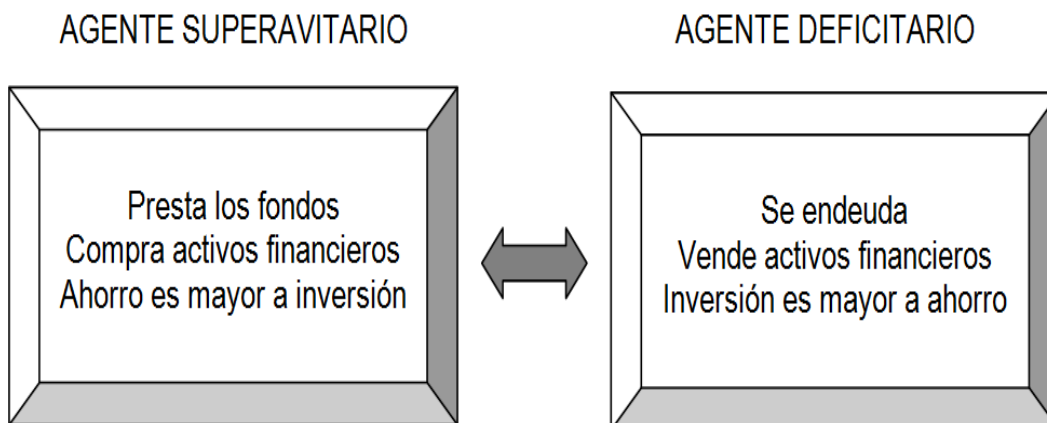 AGENTE SUPERAVITARIO
AGENTE DEFICITARIO
Presta los fondos
Compra activos financieros
Ahorro es mayor a inversión
Se endeuda
Vende activos financieros
Inversión es mayor a ahorro